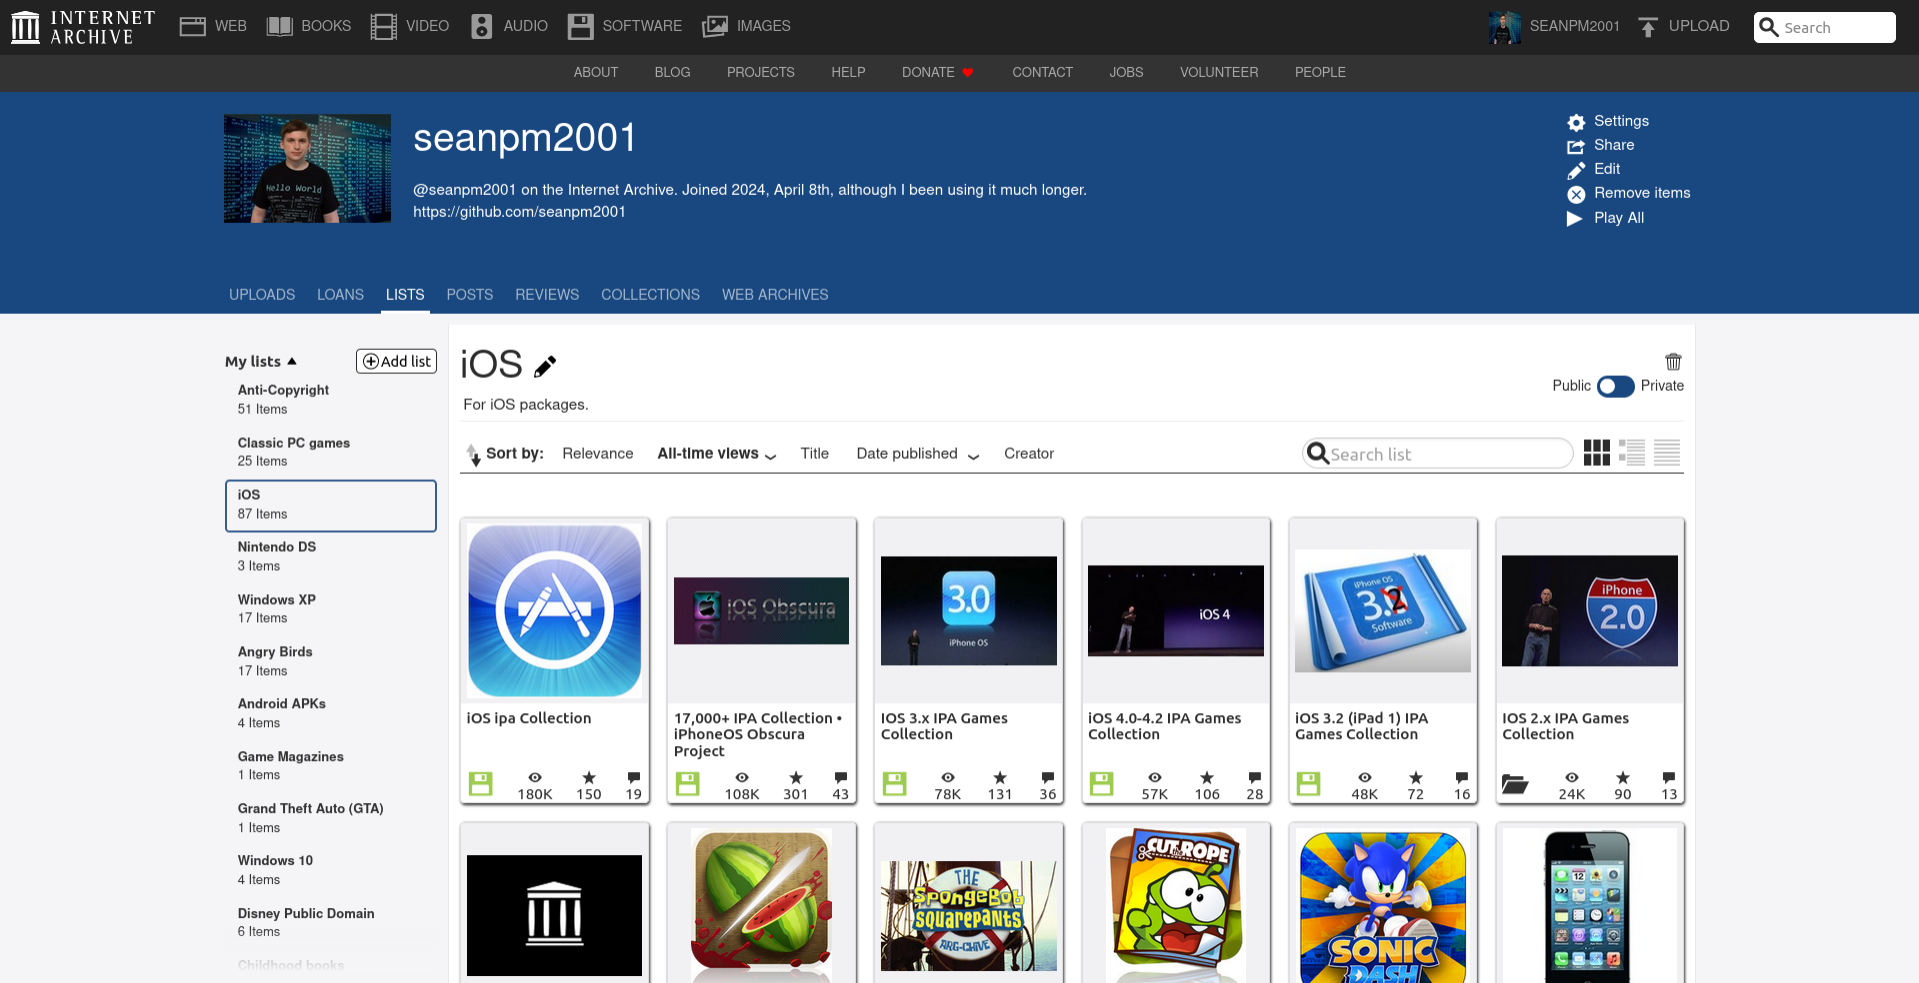 INTERNET ARCHIVE
WEB BOOKS VIDEO AUDIO SOFTWARE IMAGES SEANPM2001 UPLOAD Search
ABOUT BLOG PROJECTS HELP DONATE CONTACT JOBS VOLUNTEER PEOPLE
Hello World
seanpm2001
@seanpm2001 on the Internet Archive. Joined 2024, April 8th, although I been using it much longer.
https://github.com/seanpm2001
Settings
Share
Edit
Remove items
Play All
UPLOADS LOANS LISTS POSTS REVIEWS COLLECTIONS WEB ARCHIVES
My lists Add list
Anti-Copyright
51 Items
Classic PC games
25 Items
iOS
87 Items
Nintendo DS
3 Items
Windows XP
17 Items
Angry Birds
17 Items
Android APKs
4 Items
Game Magazines
1 Items
Grand Theft Auto (GTA)
1 Items
Windows 10
4 Items
Disney Public Domain
6 Items
Childhood books
iOS
For iOS packages.
Public Private
Sort by: Relevance All-time views Title Date published Creator Search list
iOS ipa Collection
180K 150 19
iOS Obscura
17,000+ IPA Collection •
iPhoneOS Obscura
Project
108K 301 43
3.0
iPhone OS
IOS 3.x IPA Games
Collection
78K 131 36
iOS 4
iOS 4.0-4.2 IPA Games
Collection
57K 106 28
iPhone OS
3.2
Software
iOS 3.2 (iPad 1) IPA
Games Collection
48K 72 16
iPhone
2.0
IOS 2.x IPA Games
Collection
24K 90 13
THE
SpongeBob
SQUAREPANTS
ARG-CHIVE
CUT THE ROPE
SONIC
DASH
12